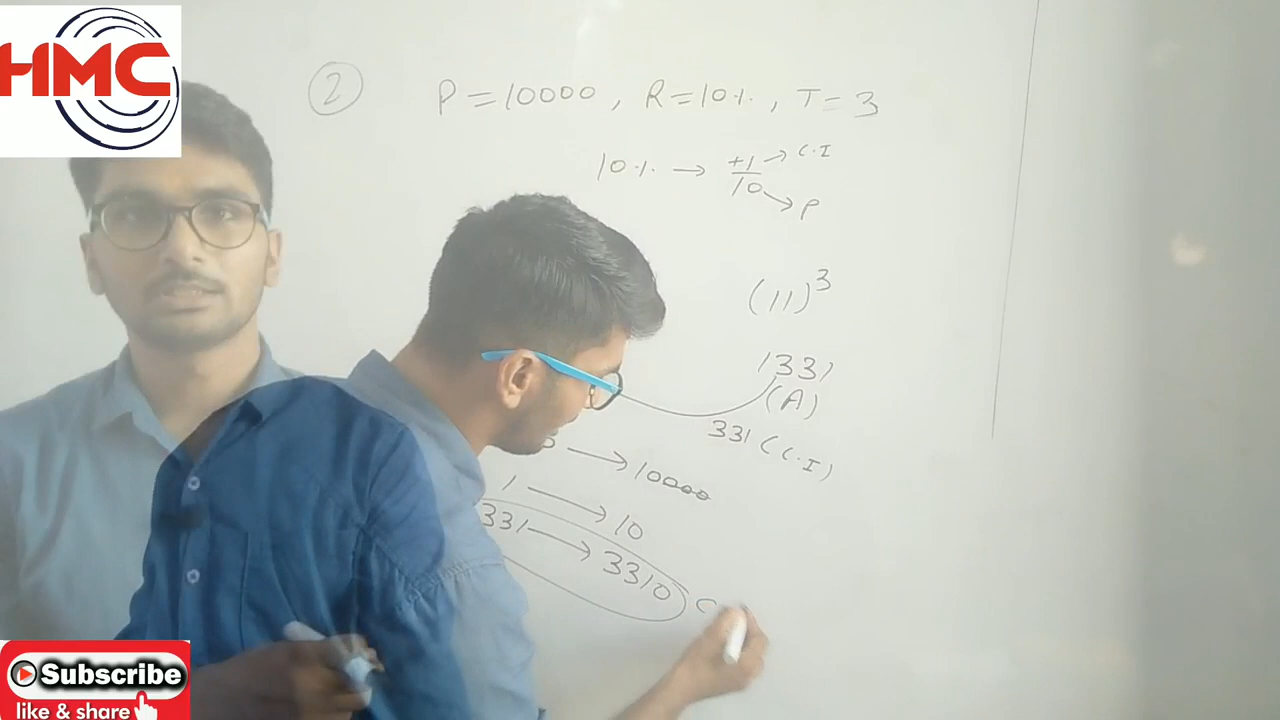 HMC
② P = 10000, R = 10%, T = 3
10% → +1/10 → C.I
→ P
(11)³
1331
(A)
331 (C.I)
→ 10000
1 → 10
331 → 3310 C
Subscribe
like & share